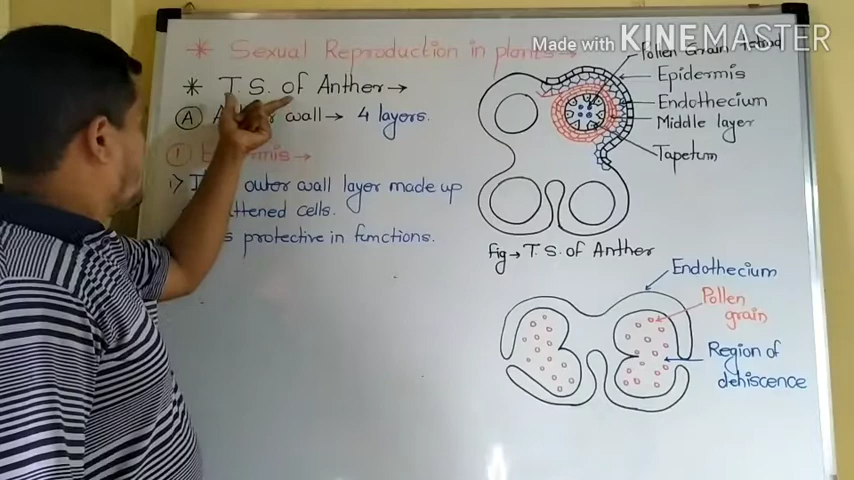 * Sexual Reproduction in plants→
Made with KINEMASTER
* T.S. of Anther →
(A) wall → 4 layers.
(1)
i> outer wall layer made up
cells.
protective in functions.
Pollen Grain
Epidermis
Endothecium
Middle layer
Tapetum
Fig → T.S. of Anther
Endothecium
Pollen
grain
Region of
dehiscence